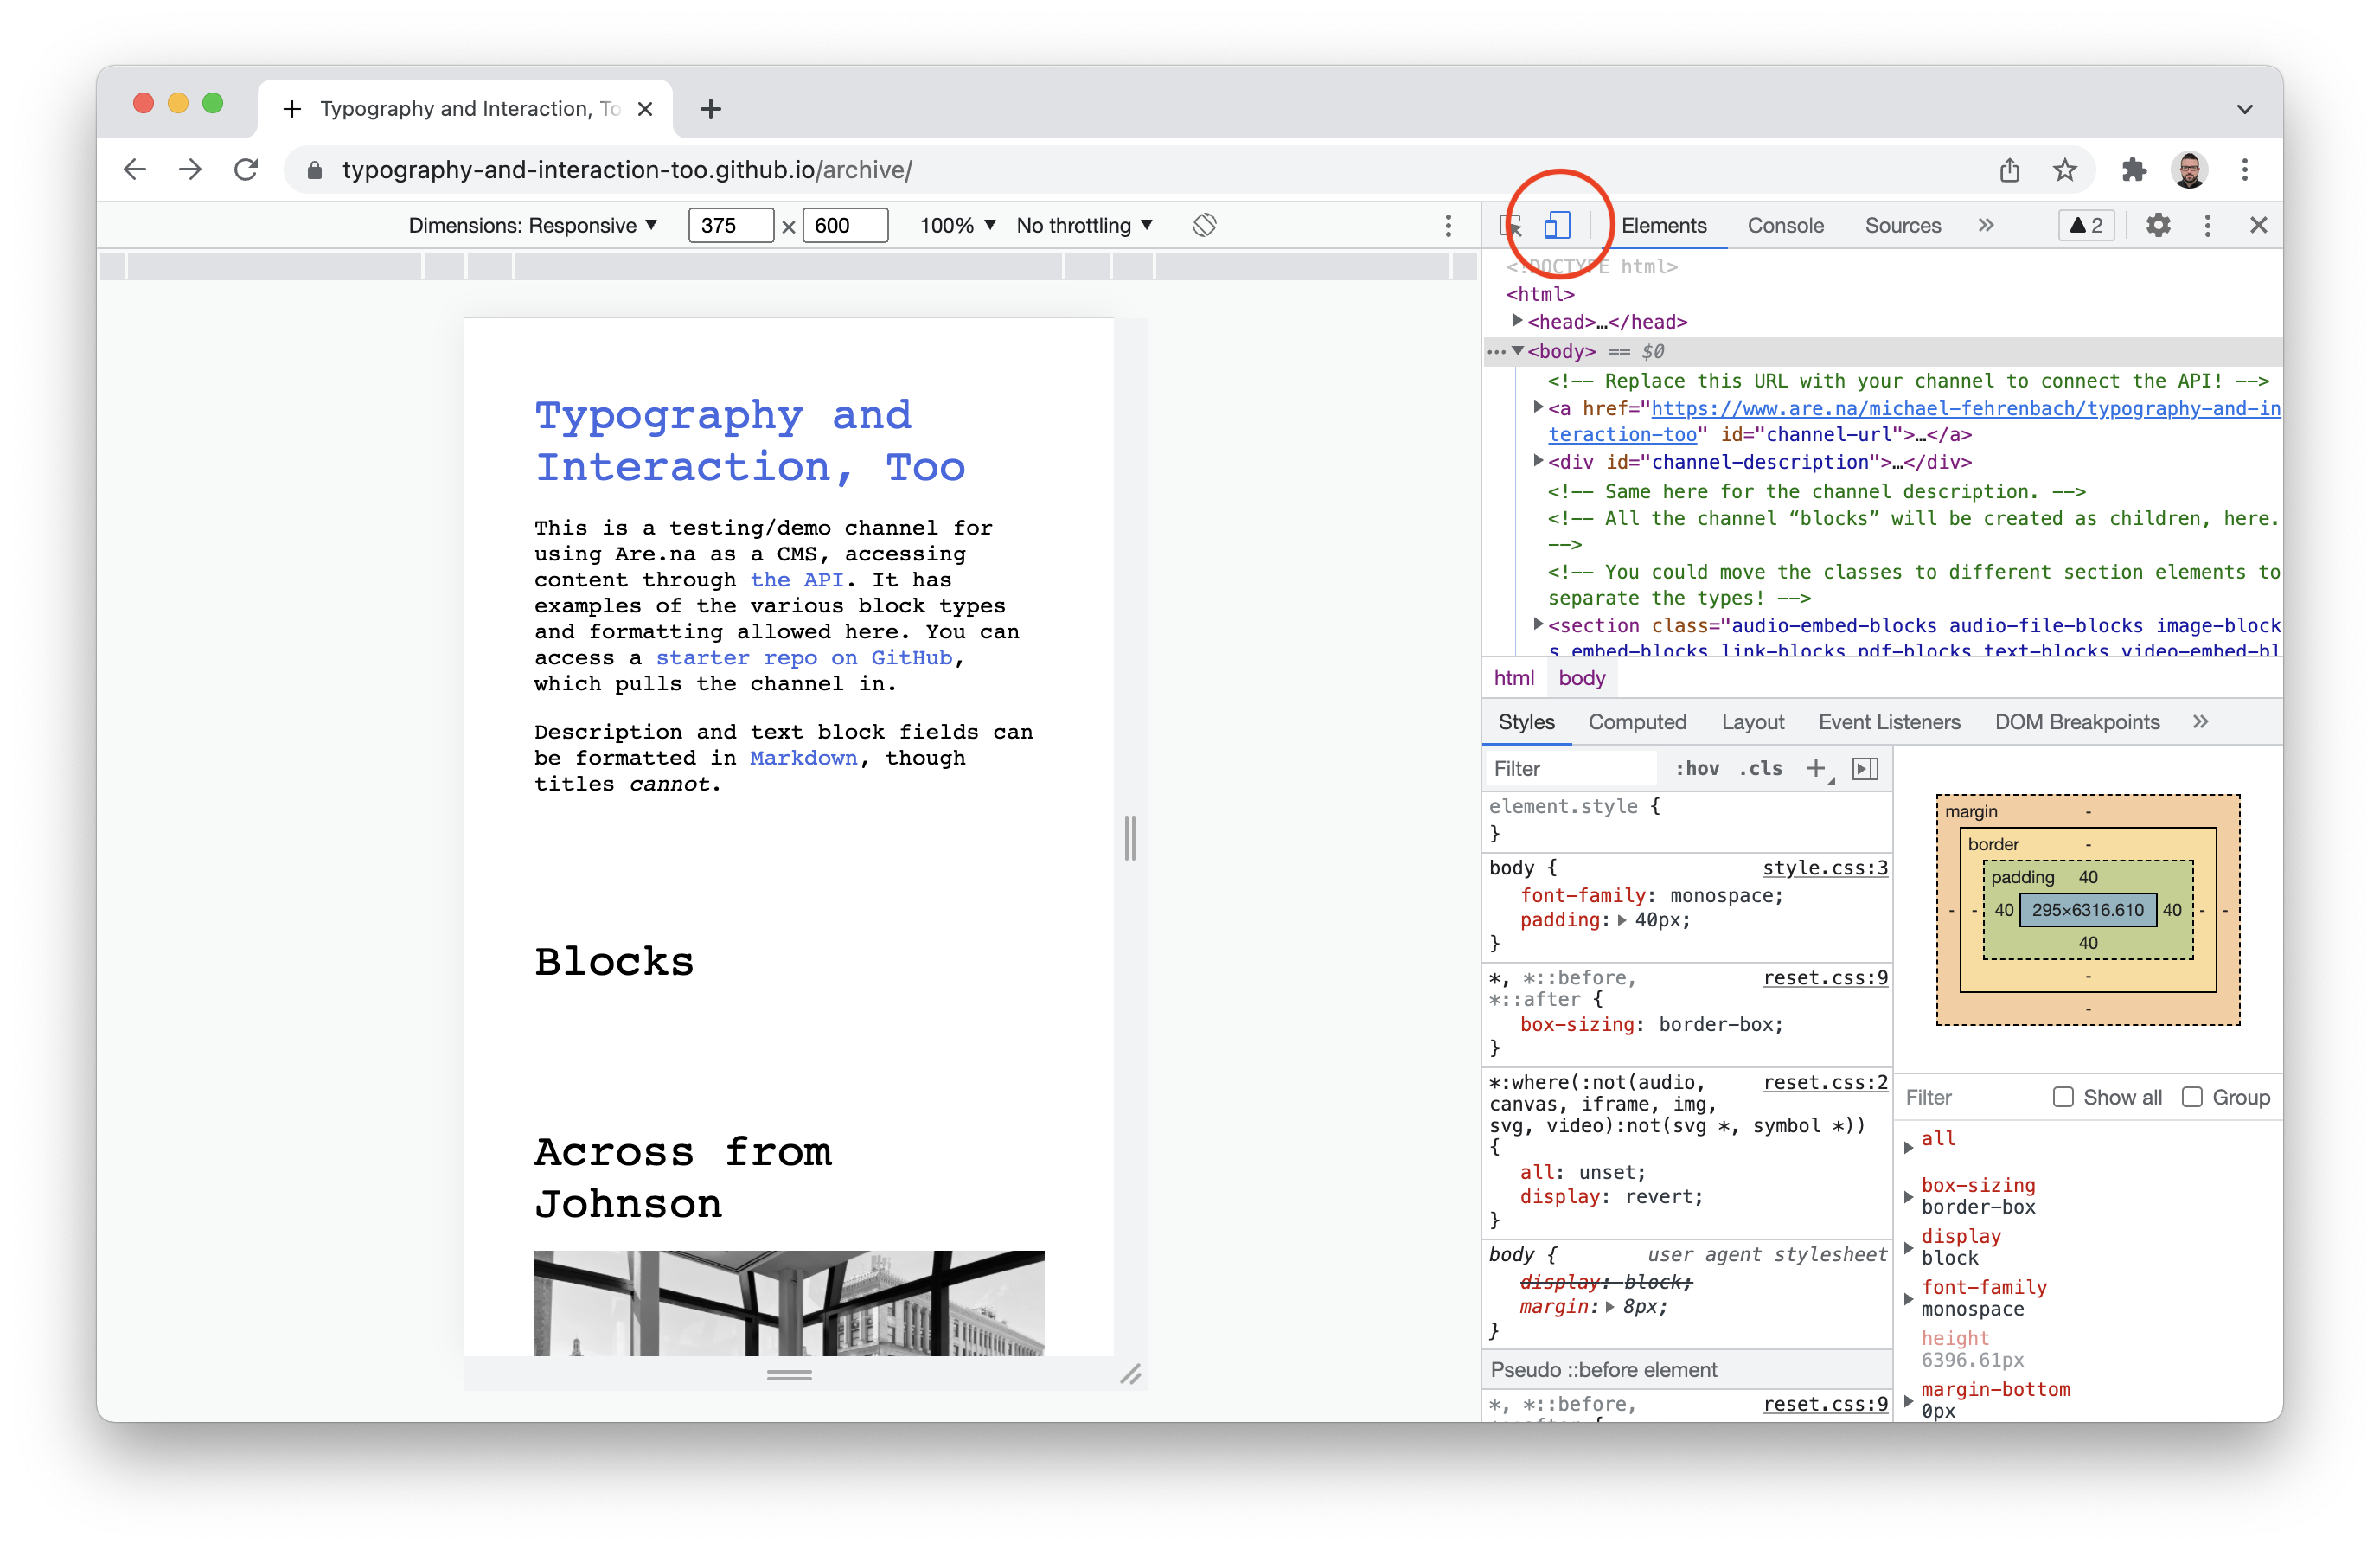 Typography and Interaction, To
typography-and-interaction-too.github.io/archive/
Dimensions: Responsive ▼ 375 × 600 100% ▼ No throttling ▼
Elements Console Sources » ▲ 2
<!DOCTYPE html>
<html>
<head>…</head>
<body> == $0
<!-- Replace this URL with your channel to connect the API! -->
<a href="https://www.are.na/michael-fehrenbach/typography-and-in
teraction-too" id="channel-url">…</a>
<div id="channel-description">…</div>
<!-- Same here for the channel description. -->
<!-- All the channel “blocks” will be created as children, here.
-->
<!-- You could move the classes to different section elements to
separate the types! -->
<section class="audio-embed-blocks audio-file-blocks image-block
s embed-blocks link-blocks pdf-blocks text-blocks video-embed-bl
html body
Typography and
Interaction, Too
This is a testing/demo channel for
using Are.na as a CMS, accessing
content through the API. It has
examples of the various block types
and formatting allowed here. You can
access a starter repo on GitHub,
which pulls the channel in.
Description and text block fields can
be formatted in Markdown, though
titles cannot.
Blocks
Across from
Johnson
Styles Computed Layout Event Listeners DOM Breakpoints »
Filter :hov .cls +
element.style {
}
body { style.css:3
font-family: monospace;
padding: 40px;
}
*, *::before, reset.css:9
*::after {
box-sizing: border-box;
}
*:where(:not(audio, reset.css:2
canvas, iframe, img,
svg, video):not(svg *, symbol *))
{
all: unset;
display: revert;
}
body { user agent stylesheet
display: block;
margin: 8px;
}
Pseudo ::before element
*, *::before, reset.css:9
margin -
border -
padding 40
- - 40 295×6316.610 40 - -
40
-
-
Filter Show all Group
all
box-sizing
border-box
display
block
font-family
monospace
height
6396.61px
margin-bottom
0px